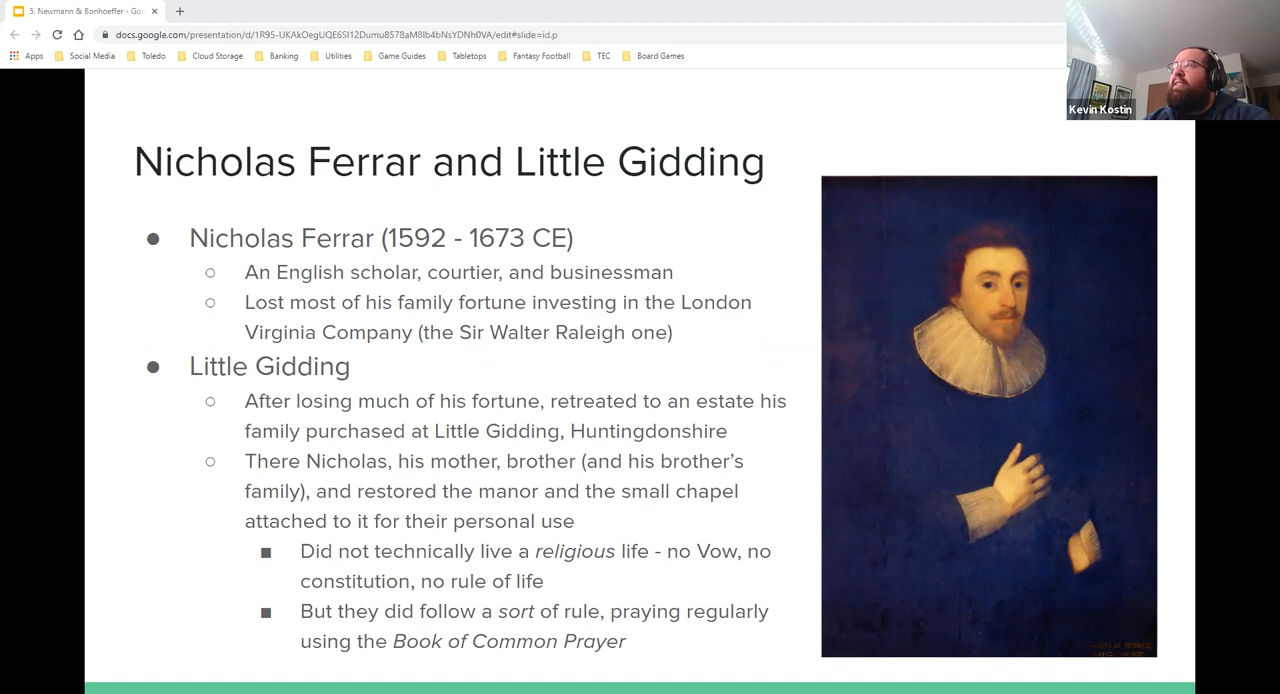 5. Newmann & Bonhoeffer - Goo
docs.google.com/presentation/d/1R95-UKAkOegUQE6SI12Dumu8578aM8Ib4bNsYDNh0VA/edit#slide=id.p
Apps Social Media Toledo Cloud Storage Banking Utilities Game Guides Tabletops Fantasy Football TEC Board Games
Kevin Kostin
Nicholas Ferrar and Little Gidding
● Nicholas Ferrar (1592 - 1673 CE)
○ An English scholar, courtier, and businessman
○ Lost most of his family fortune investing in the London
Virginia Company (the Sir Walter Raleigh one)
● Little Gidding
○ After losing much of his fortune, retreated to an estate his
family purchased at Little Gidding, Huntingdonshire
○ There Nicholas, his mother, brother (and his brother’s
family), and restored the manor and the small chapel
attached to it for their personal use
■ Did not technically live a religious life - no Vow, no
constitution, no rule of life
■ But they did follow a sort of rule, praying regularly
using the Book of Common Prayer